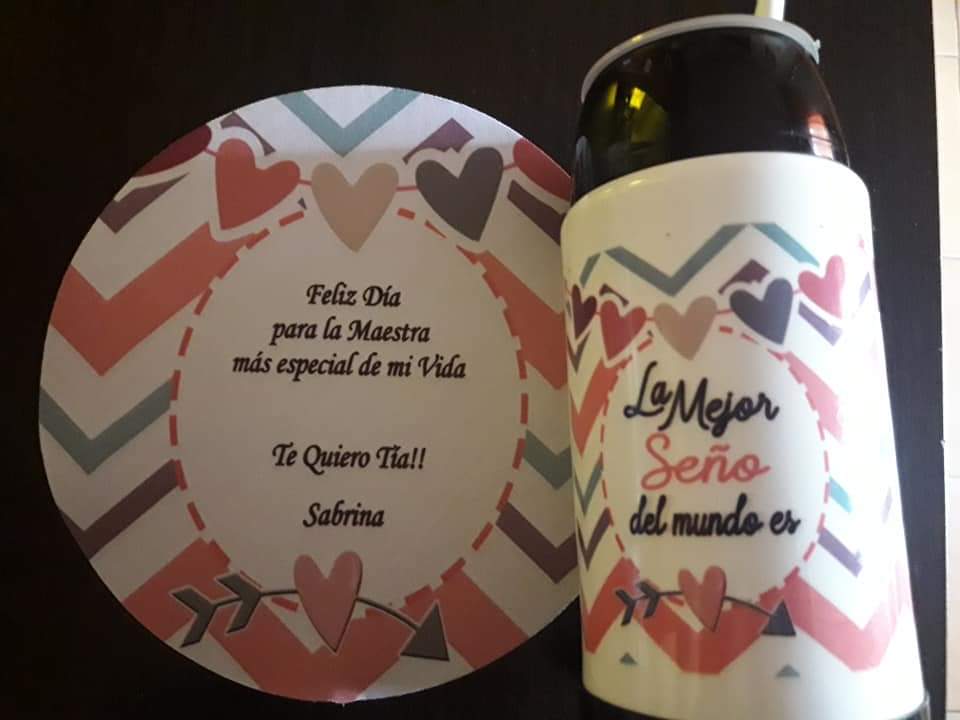 Feliz Día
para la Maestra
más especial de mi Vida
Te Quiero Tía!!
Sabrina
La Mejor
Seño
del mundo es